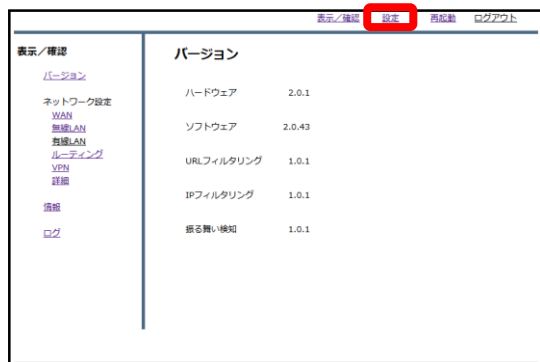 表示／確認 設定 再起動 ログアウト
表示／確認
バージョン
ネットワーク設定
WAN
無線LAN
有線LAN
ルーティング
VPN
詳細
情報
ログ
バージョン
ハードウェア 2.0.1
ソフトウェア 2.0.43
URLフィルタリング 1.0.1
IPフィルタリング 1.0.1
振る舞い検知 1.0.1